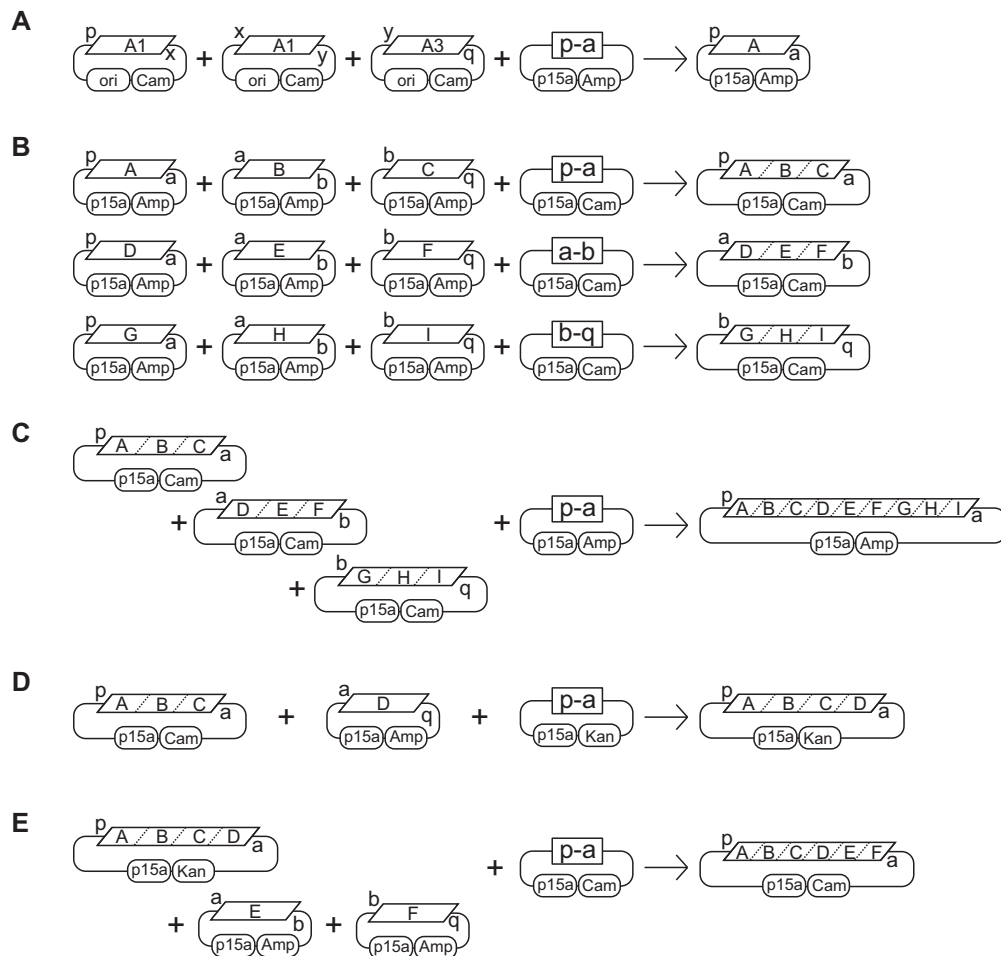 A
p A1 x + x A1 y + y A3 q + p-a p A a
ori Cam ori Cam ori Cam p15a Amp p15a Amp
B
p A a + a B b + b C q + p-a p A B C a
p15a Amp p15a Amp p15a Amp p15a Cam p15a Cam
p D a + a E b + b F q + a-b a D E F b
p15a Amp p15a Amp p15a Amp p15a Cam p15a Cam
p G a + a H b + b I q + b-q b G H I q
p15a Amp p15a Amp p15a Amp p15a Cam p15a Cam
C
p A B C a
p15a Cam
+ a D E F b + p-a p A B C D E F G H I a
p15a Cam p15a Amp p15a Amp
+ b G H I q
p15a Cam
D
p A B C a + a D q + p-a p A B C D a
p15a Cam p15a Amp p15a Kan p15a Kan
E
p A B C D a + p-a p A B C D E F a
p15a Kan p15a Cam p15a Cam
+ a E b + b F q
p15a Amp p15a Amp